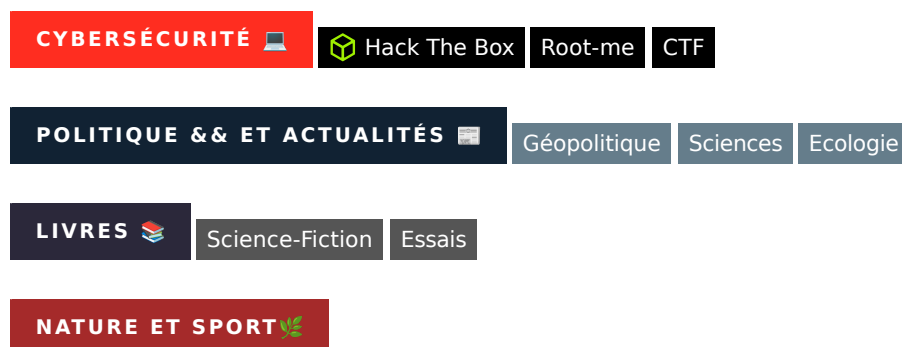 CYBERSÉCURITÉ 💻 Hack The Box Root-me CTF
POLITIQUE && ET ACTUALITÉS 📰 Géopolitique Sciences Ecologie
LIVRES 📚 Science-Fiction Essais
NATURE ET SPORT🌿